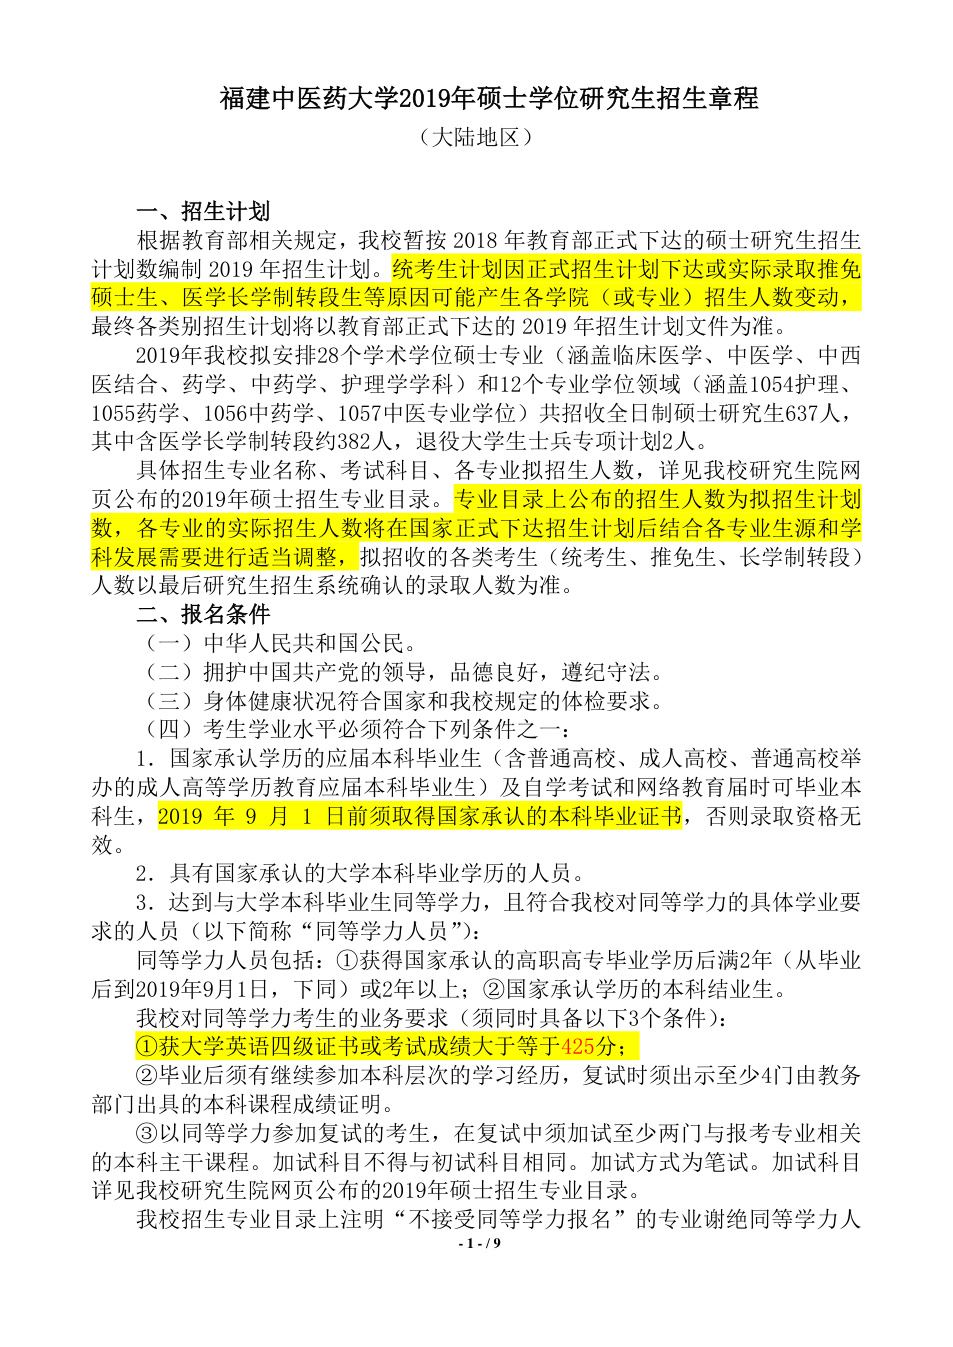 福建中医药大学2019年硕士学位研究生招生章程
（大陆地区）
一、招生计划
根据教育部相关规定，我校暂按 2018 年教育部正式下达的硕士研究生招生
计划数编制 2019 年招生计划。统考生计划因正式招生计划下达或实际录取推免
硕士生、医学长学制转段生等原因可能产生各学院（或专业）招生人数变动，
最终各类别招生计划将以教育部正式下达的 2019 年招生计划文件为准。
2019年我校拟安排28个学术学位硕士专业（涵盖临床医学、中医学、中西
医结合、药学、中药学、护理学学科）和12个专业学位领域（涵盖1054护理、
1055药学、1056中药学、1057中医专业学位）共招收全日制硕士研究生637人，
其中含医学长学制转段约382人，退役大学生士兵专项计划2人。
具体招生专业名称、考试科目、各专业拟招生人数，详见我校研究生院网
页公布的2019年硕士招生专业目录。专业目录上公布的招生人数为拟招生计划
数，各专业的实际招生人数将在国家正式下达招生计划后结合各专业生源和学
科发展需要进行适当调整，拟招收的各类考生（统考生、推免生、长学制转段）
人数以最后研究生招生系统确认的录取人数为准。
二、报名条件
（一）中华人民共和国公民。
（二）拥护中国共产党的领导，品德良好，遵纪守法。
（三）身体健康状况符合国家和我校规定的体检要求。
（四）考生学业水平必须符合下列条件之一：
1．国家承认学历的应届本科毕业生（含普通高校、成人高校、普通高校举
办的成人高等学历教育应届本科毕业生）及自学考试和网络教育届时可毕业本
科生，2019 年 9 月 1 日前须取得国家承认的本科毕业证书，否则录取资格无
效。
2．具有国家承认的大学本科毕业学历的人员。
3．达到与大学本科毕业生同等学力，且符合我校对同等学力的具体学业要
求的人员（以下简称“同等学力人员”）：
同等学力人员包括：①获得国家承认的高职高专毕业学历后满2年（从毕业
后到2019年9月1日，下同）或2年以上；②国家承认学历的本科结业生。
我校对同等学力考生的业务要求（须同时具备以下3个条件）：
①获大学英语四级证书或考试成绩大于等于425分；
②毕业后须有继续参加本科层次的学习经历，复试时须出示至少4门由教务
部门出具的本科课程成绩证明。
③以同等学力参加复试的考生，在复试中须加试至少两门与报考专业相关
的本科主干课程。加试科目不得与初试科目相同。加试方式为笔试。加试科目
详见我校研究生院网页公布的2019年硕士招生专业目录。
我校招生专业目录上注明“不接受同等学力报名”的专业谢绝同等学力人
- 1 - / 9